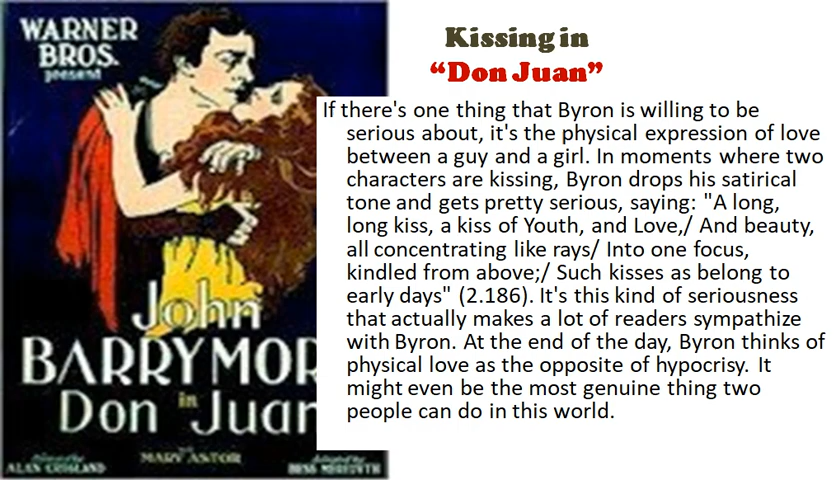 WARNER
BROS.
present
John
BARRYMOR
in
Don Juan
MARY ASTOR
ALAN CROSLAND
BESS MEREDYTH
Kissing in
“Don Juan”
If there's one thing that Byron is willing to be
serious about, it's the physical expression of love
between a guy and a girl. In moments where two
characters are kissing, Byron drops his satirical
tone and gets pretty serious, saying: "A long,
long kiss, a kiss of Youth, and Love,/ And beauty,
all concentrating like rays/ Into one focus,
kindled from above;/ Such kisses as belong to
early days" (2.186). It's this kind of seriousness
that actually makes a lot of readers sympathize
with Byron. At the end of the day, Byron thinks of
physical love as the opposite of hypocrisy. It
might even be the most genuine thing two
people can do in this world.